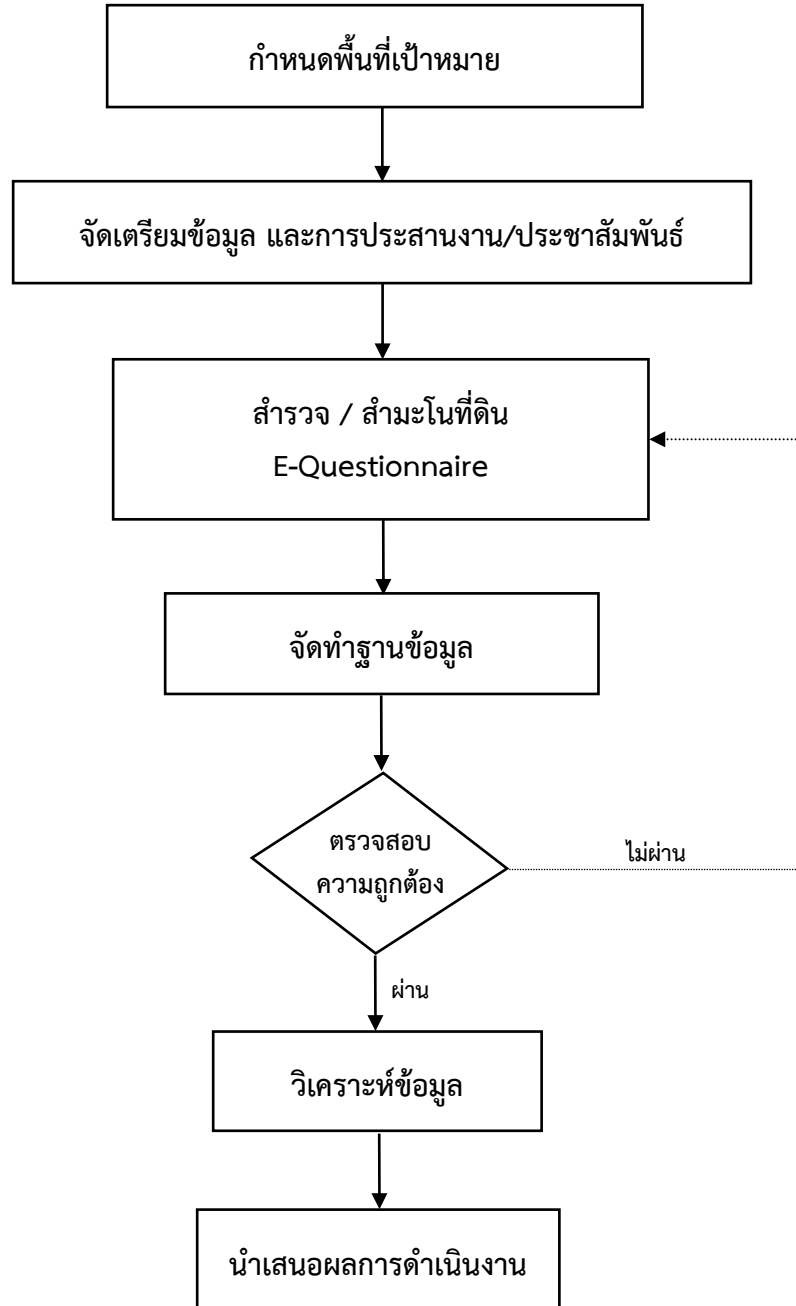 กำหนดพื้นที่เป้าหมาย
จัดเตรียมข้อมูล และการประสานงาน/ประชาสัมพันธ์
สำรวจ / สำมะโนที่ดิน
E-Questionnaire
จัดทำฐานข้อมูล
ตรวจสอบ
ความถูกต้อง
ไม่ผ่าน
ผ่าน
วิเคราะห์ข้อมูล
นำเสนอผลการดำเนินงาน